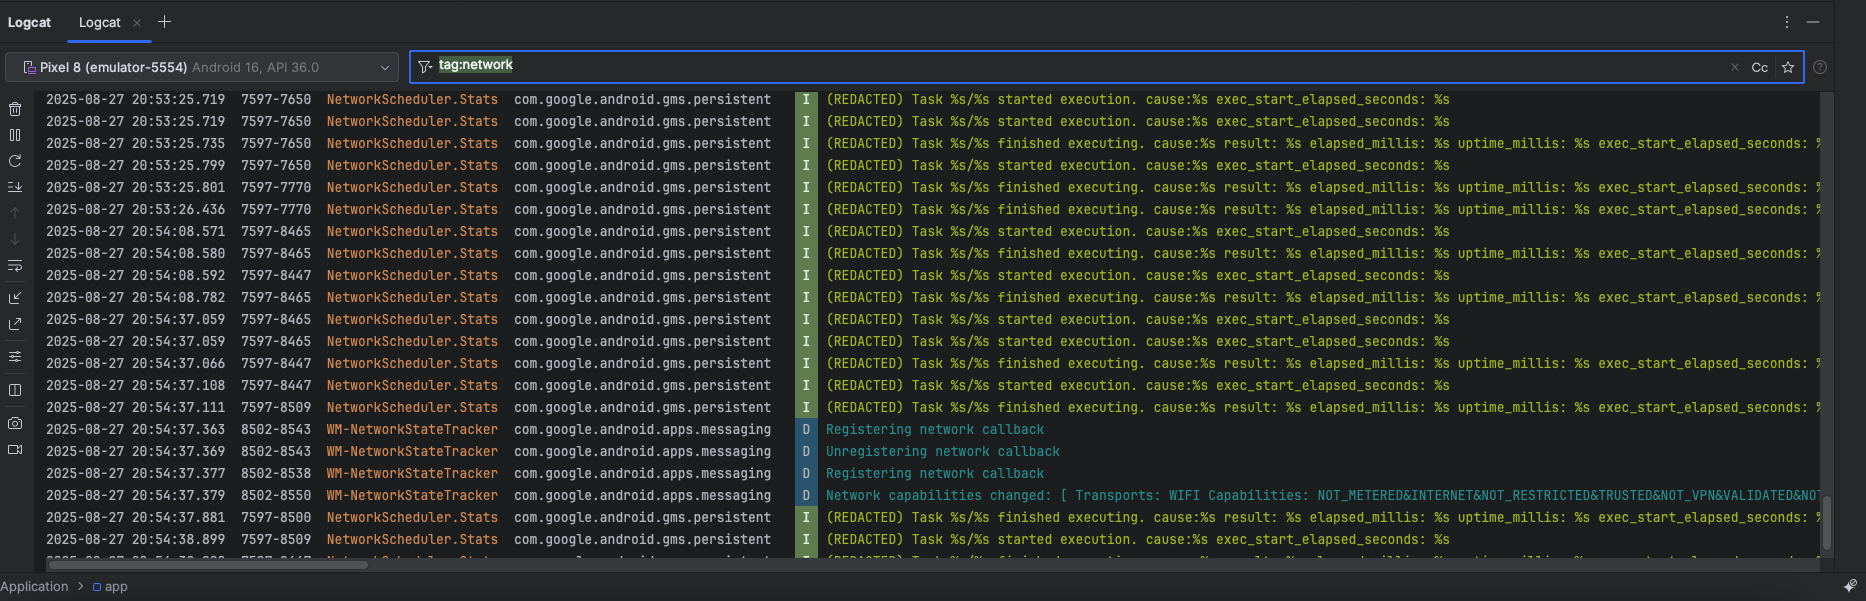 Logcat Logcat
Pixel 8 (emulator-5554) Android 16, API 36.0 tag:network Cc
2025-08-27 20:53:25.719 7597-7650 NetworkScheduler.Stats com.google.android.gms.persistent I (REDACTED) Task %s/%s started execution. cause:%s exec_start_elapsed_seconds: %s
2025-08-27 20:53:25.719 7597-7650 NetworkScheduler.Stats com.google.android.gms.persistent I (REDACTED) Task %s/%s started execution. cause:%s exec_start_elapsed_seconds: %s
2025-08-27 20:53:25.735 7597-7650 NetworkScheduler.Stats com.google.android.gms.persistent I (REDACTED) Task %s/%s finished executing. cause:%s result: %s elapsed_millis: %s uptime_millis: %s exec_start_elapsed_seconds: %
2025-08-27 20:53:25.799 7597-7650 NetworkScheduler.Stats com.google.android.gms.persistent I (REDACTED) Task %s/%s started execution. cause:%s exec_start_elapsed_seconds: %s
2025-08-27 20:53:25.801 7597-7770 NetworkScheduler.Stats com.google.android.gms.persistent I (REDACTED) Task %s/%s finished executing. cause:%s result: %s elapsed_millis: %s uptime_millis: %s exec_start_elapsed_seconds: %
2025-08-27 20:53:26.436 7597-7770 NetworkScheduler.Stats com.google.android.gms.persistent I (REDACTED) Task %s/%s finished executing. cause:%s result: %s elapsed_millis: %s uptime_millis: %s exec_start_elapsed_seconds: %
2025-08-27 20:54:08.571 7597-8465 NetworkScheduler.Stats com.google.android.gms.persistent I (REDACTED) Task %s/%s started execution. cause:%s exec_start_elapsed_seconds: %s
2025-08-27 20:54:08.580 7597-8465 NetworkScheduler.Stats com.google.android.gms.persistent I (REDACTED) Task %s/%s finished executing. cause:%s result: %s elapsed_millis: %s uptime_millis: %s exec_start_elapsed_seconds: %
2025-08-27 20:54:08.592 7597-8447 NetworkScheduler.Stats com.google.android.gms.persistent I (REDACTED) Task %s/%s started execution. cause:%s exec_start_elapsed_seconds: %s
2025-08-27 20:54:08.782 7597-8465 NetworkScheduler.Stats com.google.android.gms.persistent I (REDACTED) Task %s/%s finished executing. cause:%s result: %s elapsed_millis: %s uptime_millis: %s exec_start_elapsed_seconds: %
2025-08-27 20:54:37.059 7597-8465 NetworkScheduler.Stats com.google.android.gms.persistent I (REDACTED) Task %s/%s started execution. cause:%s exec_start_elapsed_seconds: %s
2025-08-27 20:54:37.059 7597-8465 NetworkScheduler.Stats com.google.android.gms.persistent I (REDACTED) Task %s/%s started execution. cause:%s exec_start_elapsed_seconds: %s
2025-08-27 20:54:37.066 7597-8447 NetworkScheduler.Stats com.google.android.gms.persistent I (REDACTED) Task %s/%s finished executing. cause:%s result: %s elapsed_millis: %s uptime_millis: %s exec_start_elapsed_seconds: %
2025-08-27 20:54:37.108 7597-8447 NetworkScheduler.Stats com.google.android.gms.persistent I (REDACTED) Task %s/%s started execution. cause:%s exec_start_elapsed_seconds: %s
2025-08-27 20:54:37.111 7597-8509 NetworkScheduler.Stats com.google.android.gms.persistent I (REDACTED) Task %s/%s finished executing. cause:%s result: %s elapsed_millis: %s uptime_millis: %s exec_start_elapsed_seconds: %
2025-08-27 20:54:37.363 8502-8543 WM-NetworkStateTracker com.google.android.apps.messaging D Registering network callback
2025-08-27 20:54:37.369 8502-8543 WM-NetworkStateTracker com.google.android.apps.messaging D Unregistering network callback
2025-08-27 20:54:37.377 8502-8538 WM-NetworkStateTracker com.google.android.apps.messaging D Registering network callback
2025-08-27 20:54:37.379 8502-8550 WM-NetworkStateTracker com.google.android.apps.messaging D Network capabilities changed: [ Transports: WIFI Capabilities: NOT_METERED&INTERNET&NOT_RESTRICTED&TRUSTED&NOT_VPN&VALIDATED&NOT
2025-08-27 20:54:37.881 7597-8500 NetworkScheduler.Stats com.google.android.gms.persistent I (REDACTED) Task %s/%s finished executing. cause:%s result: %s elapsed_millis: %s uptime_millis: %s exec_start_elapsed_seconds: %
2025-08-27 20:54:38.899 7597-8509 NetworkScheduler.Stats com.google.android.gms.persistent I (REDACTED) Task %s/%s started execution. cause:%s exec_start_elapsed_seconds: %s
Application > app